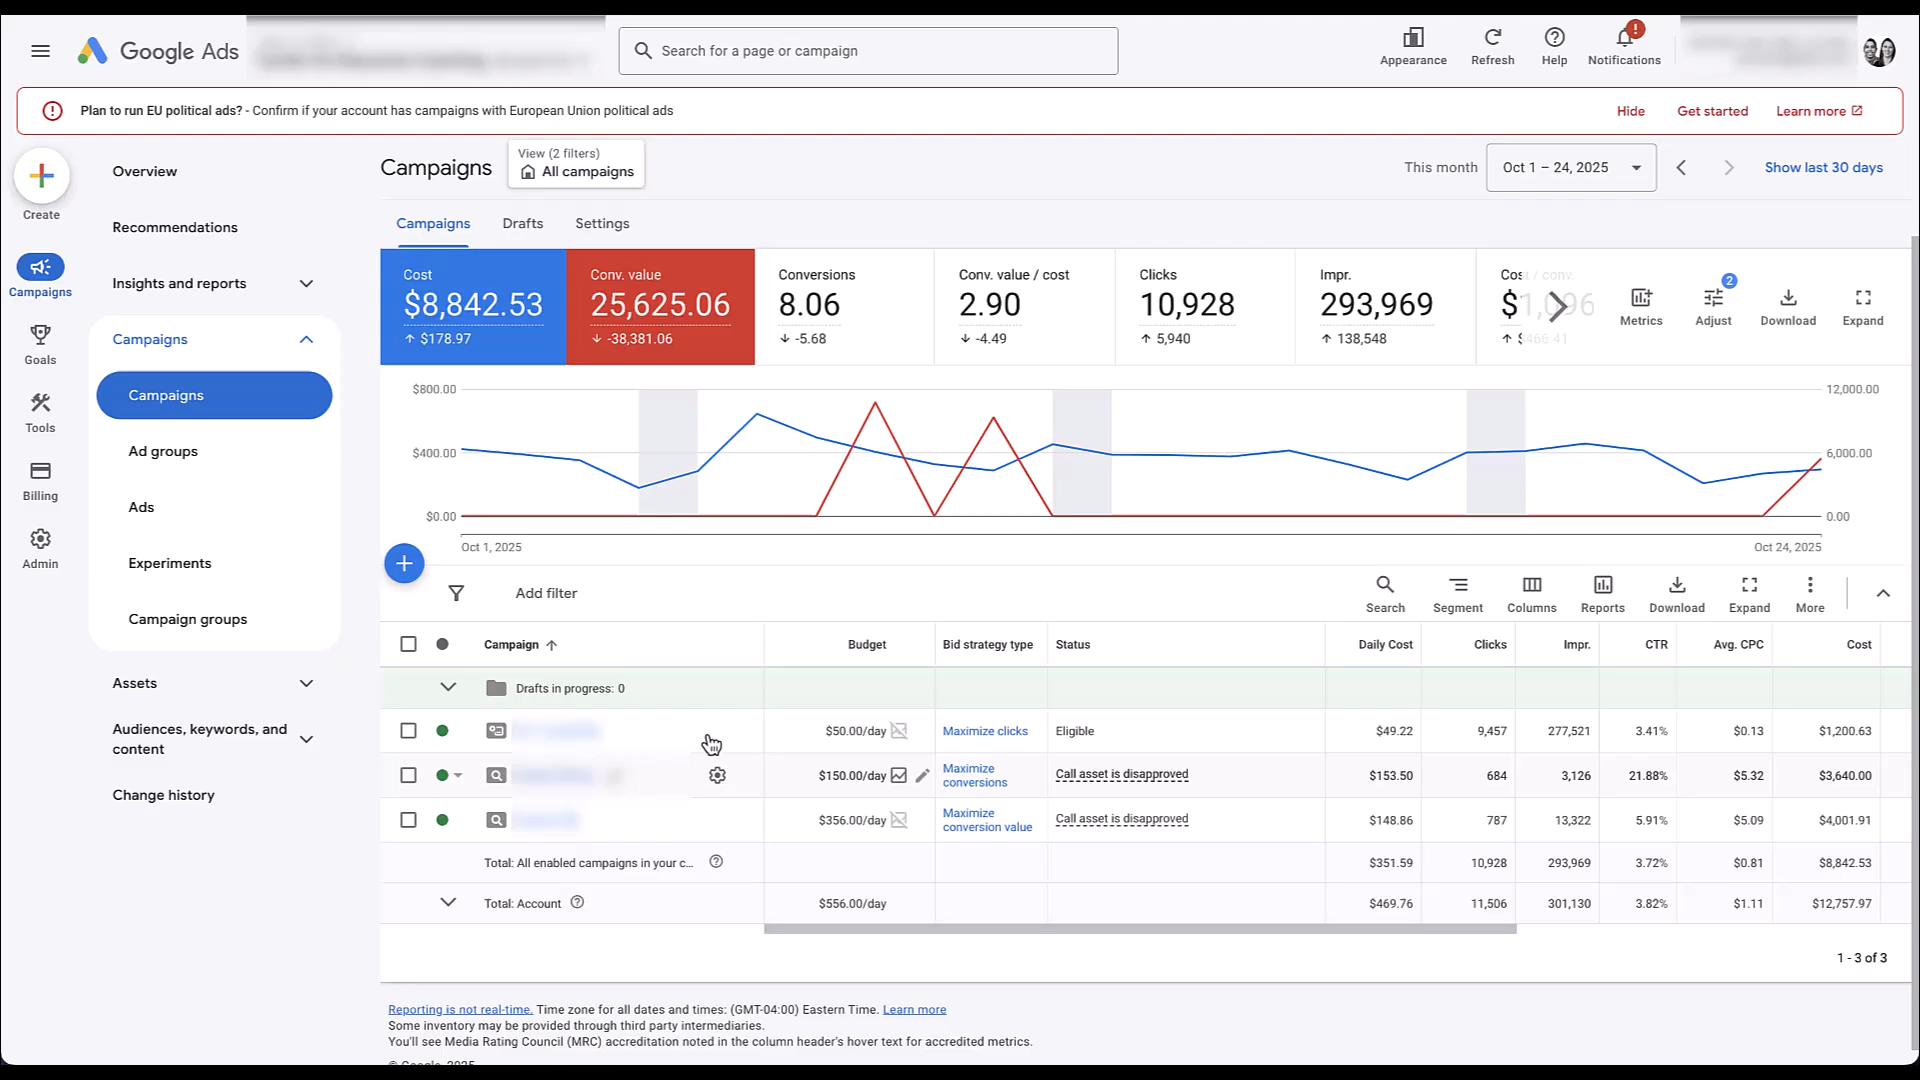 Google Ads
Search for a page or campaign
Appearance
Refresh
Help
!
Notifications
Plan to run EU political ads? - Confirm if your account has campaigns with European Union political ads
Hide
Get started
Learn more
Create
Campaigns
Goals
Tools
Billing
Admin
Overview
Recommendations
Insights and reports
Campaigns
Campaigns
Ad groups
Ads
Experiments
Campaign groups
Assets
Audiences, keywords, and
content
Change history
Campaigns
View (2 filters)
All campaigns
This month
Oct 1 – 24, 2025
Show last 30 days
Campaigns
Drafts
Settings
Cost
$8,842.53
↑ $178.97
Conv. value
25,625.06
↓ -38,381.06
Conversions
8.06
↓ -5.68
Conv. value / cost
2.90
↓ -4.49
Clicks
10,928
↑ 5,940
Impr.
293,969
↑ 138,548
Cost / conv.
$1,096
↑ $466.41
Metrics
2
Adjust
Download
Expand
$800.00
$400.00
$0.00
12,000.00
6,000.00
0.00
Oct 1, 2025
Oct 24, 2025
Add filter
Search
Segment
Columns
Reports
Download
Expand
More
Campaign ↑ Budget Bid strategy type Status Daily Cost Clicks Impr. CTR Avg. CPC Cost
Drafts in progress: 0
$50.00/day Maximize clicks Eligible $49.22 9,457 277,521 3.41% $0.13 $1,200.63
$150.00/day Maximize conversions Call asset is disapproved $153.50 684 3,126 21.88% $5.32 $3,640.00
$356.00/day Maximize conversion value Call asset is disapproved $148.86 787 13,322 5.91% $5.09 $4,001.91
Total: All enabled campaigns in your c... $351.59 10,928 293,969 3.72% $0.81 $8,842.53
Total: Account $556.00/day $469.76 11,506 301,130 3.82% $1.11 $12,757.97
1 - 3 of 3
Reporting is not real-time. Time zone for all dates and times: (GMT-04:00) Eastern Time. Learn more
Some inventory may be provided through third party intermediaries.
You'll see Media Rating Council (MRC) accreditation noted in the column header's hover text for accredited metrics.
© Google, 2025